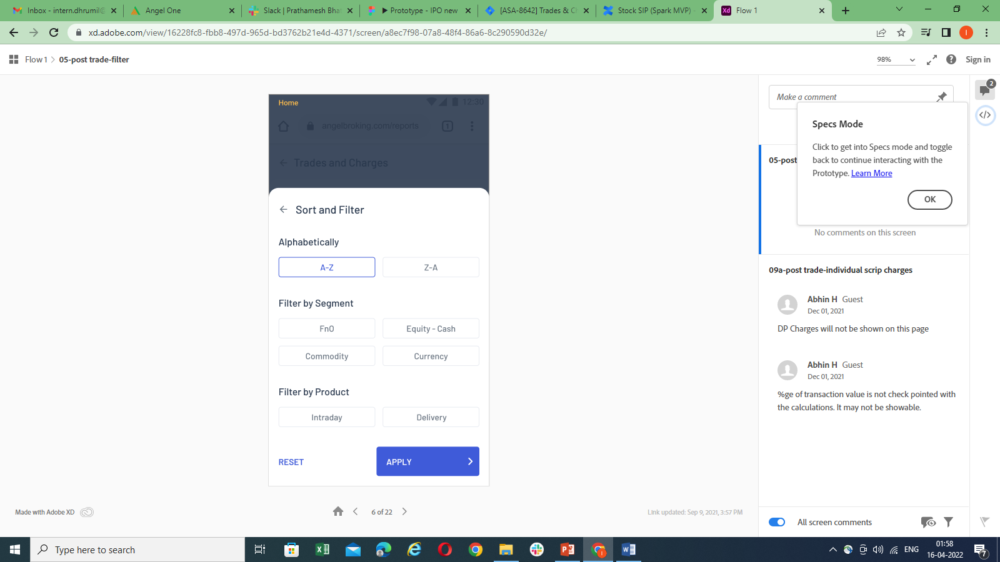 Inbox - intern.dhrumil@
Angel One
Slack | Prathamesh Bha
Prototype - IPO new
[ASA-8642] Trades & C
Stock SIP (Spark MVP) -
Xd Flow 1
xd.adobe.com/view/16228fc8-fbb8-497d-965d-bd3762b21e4d-4371/screen/a8ec7f98-07a8-48f4-86a6-8c290590d32e/
I
Flow 1 > 05-post trade-filter
98%
Sign in
Home
12:30
angelbroking.com/reports
1
Trades and Charges
Sort and Filter
Alphabetically
A-Z
Z-A
Filter by Segment
FnO
Equity - Cash
Commodity
Currency
Filter by Product
Intraday
Delivery
RESET
APPLY
Made with Adobe XD
6 of 22
Link updated: Sep 9, 2021, 3:57 PM
Make a comment
2
Specs Mode
Click to get into Specs mode and toggle
back to continue interacting with the
Prototype. Learn More
OK
05-post
No comments on this screen
09a-post trade-individual scrip charges
Abhin H Guest
Dec 01, 2021
DP Charges will not be shown on this page
Abhin H Guest
Dec 01, 2021
%ge of transaction value is not check pointed with
the calculations. It may not be showable.
All screen comments
Type here to search
ENG
01:58
16-04-2022
7